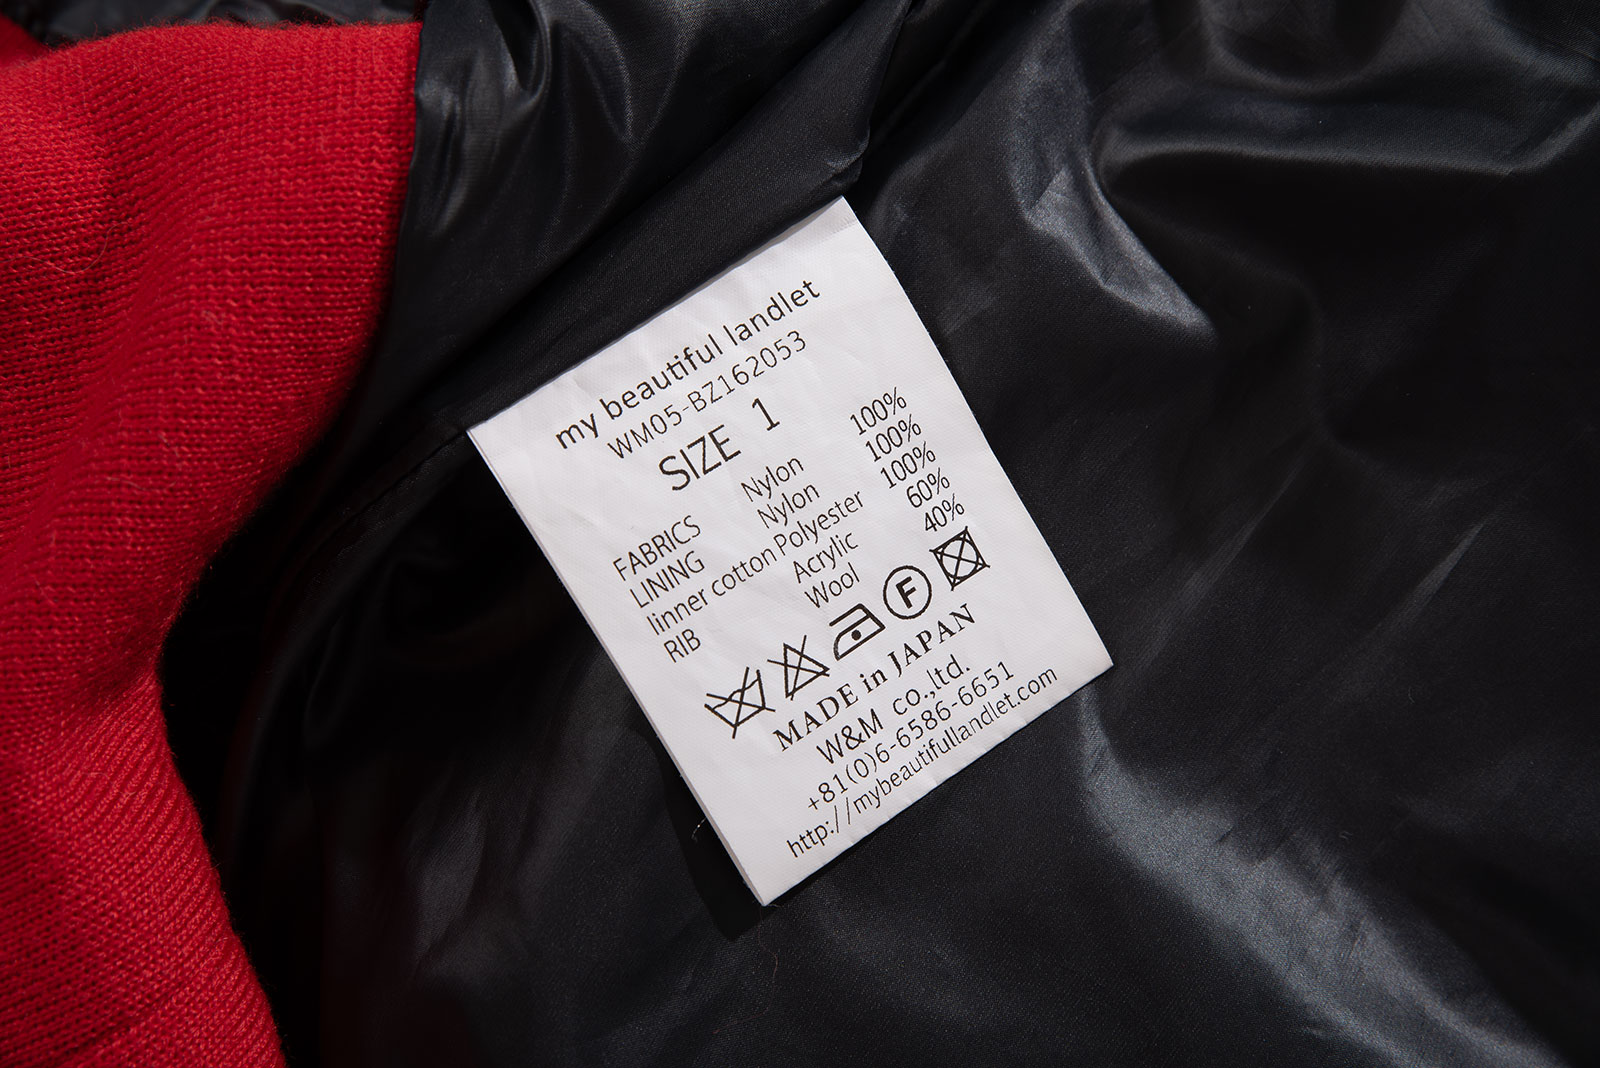 my beautiful landlet
WM05-BZ162053
SIZE 1
FABRICS Nylon 100%
LINING Nylon 100%
linner cotton Polyester 100%
RIB Acrylic 60%
Wool 40%
F
MADE in JAPAN
W&M co.,ltd.
+81(0)6-6586-6651
http://mybeautifullandlet.com